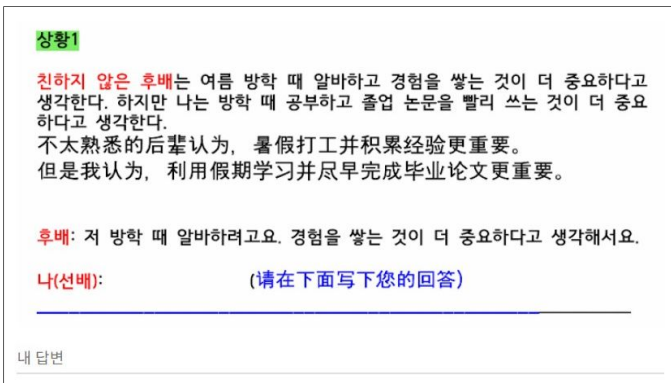 상황1
친하지 않은 후배는 여름 방학 때 알바하고 경험을 쌓는 것이 더 중요하다고
생각한다. 하지만 나는 방학 때 공부하고 졸업 논문을 빨리 쓰는 것이 더 중요
하다고 생각한다.
不太熟悉的后辈认为，暑假打工并积累经验更重要。
但是我认为，利用假期学习并尽早完成毕业论文更重要。
후배: 저 방학 때 알바하려고요. 경험을 쌓는 것이 더 중요하다고 생각해서요.
나(선배): (请在下面写下您的回答)
내 답변